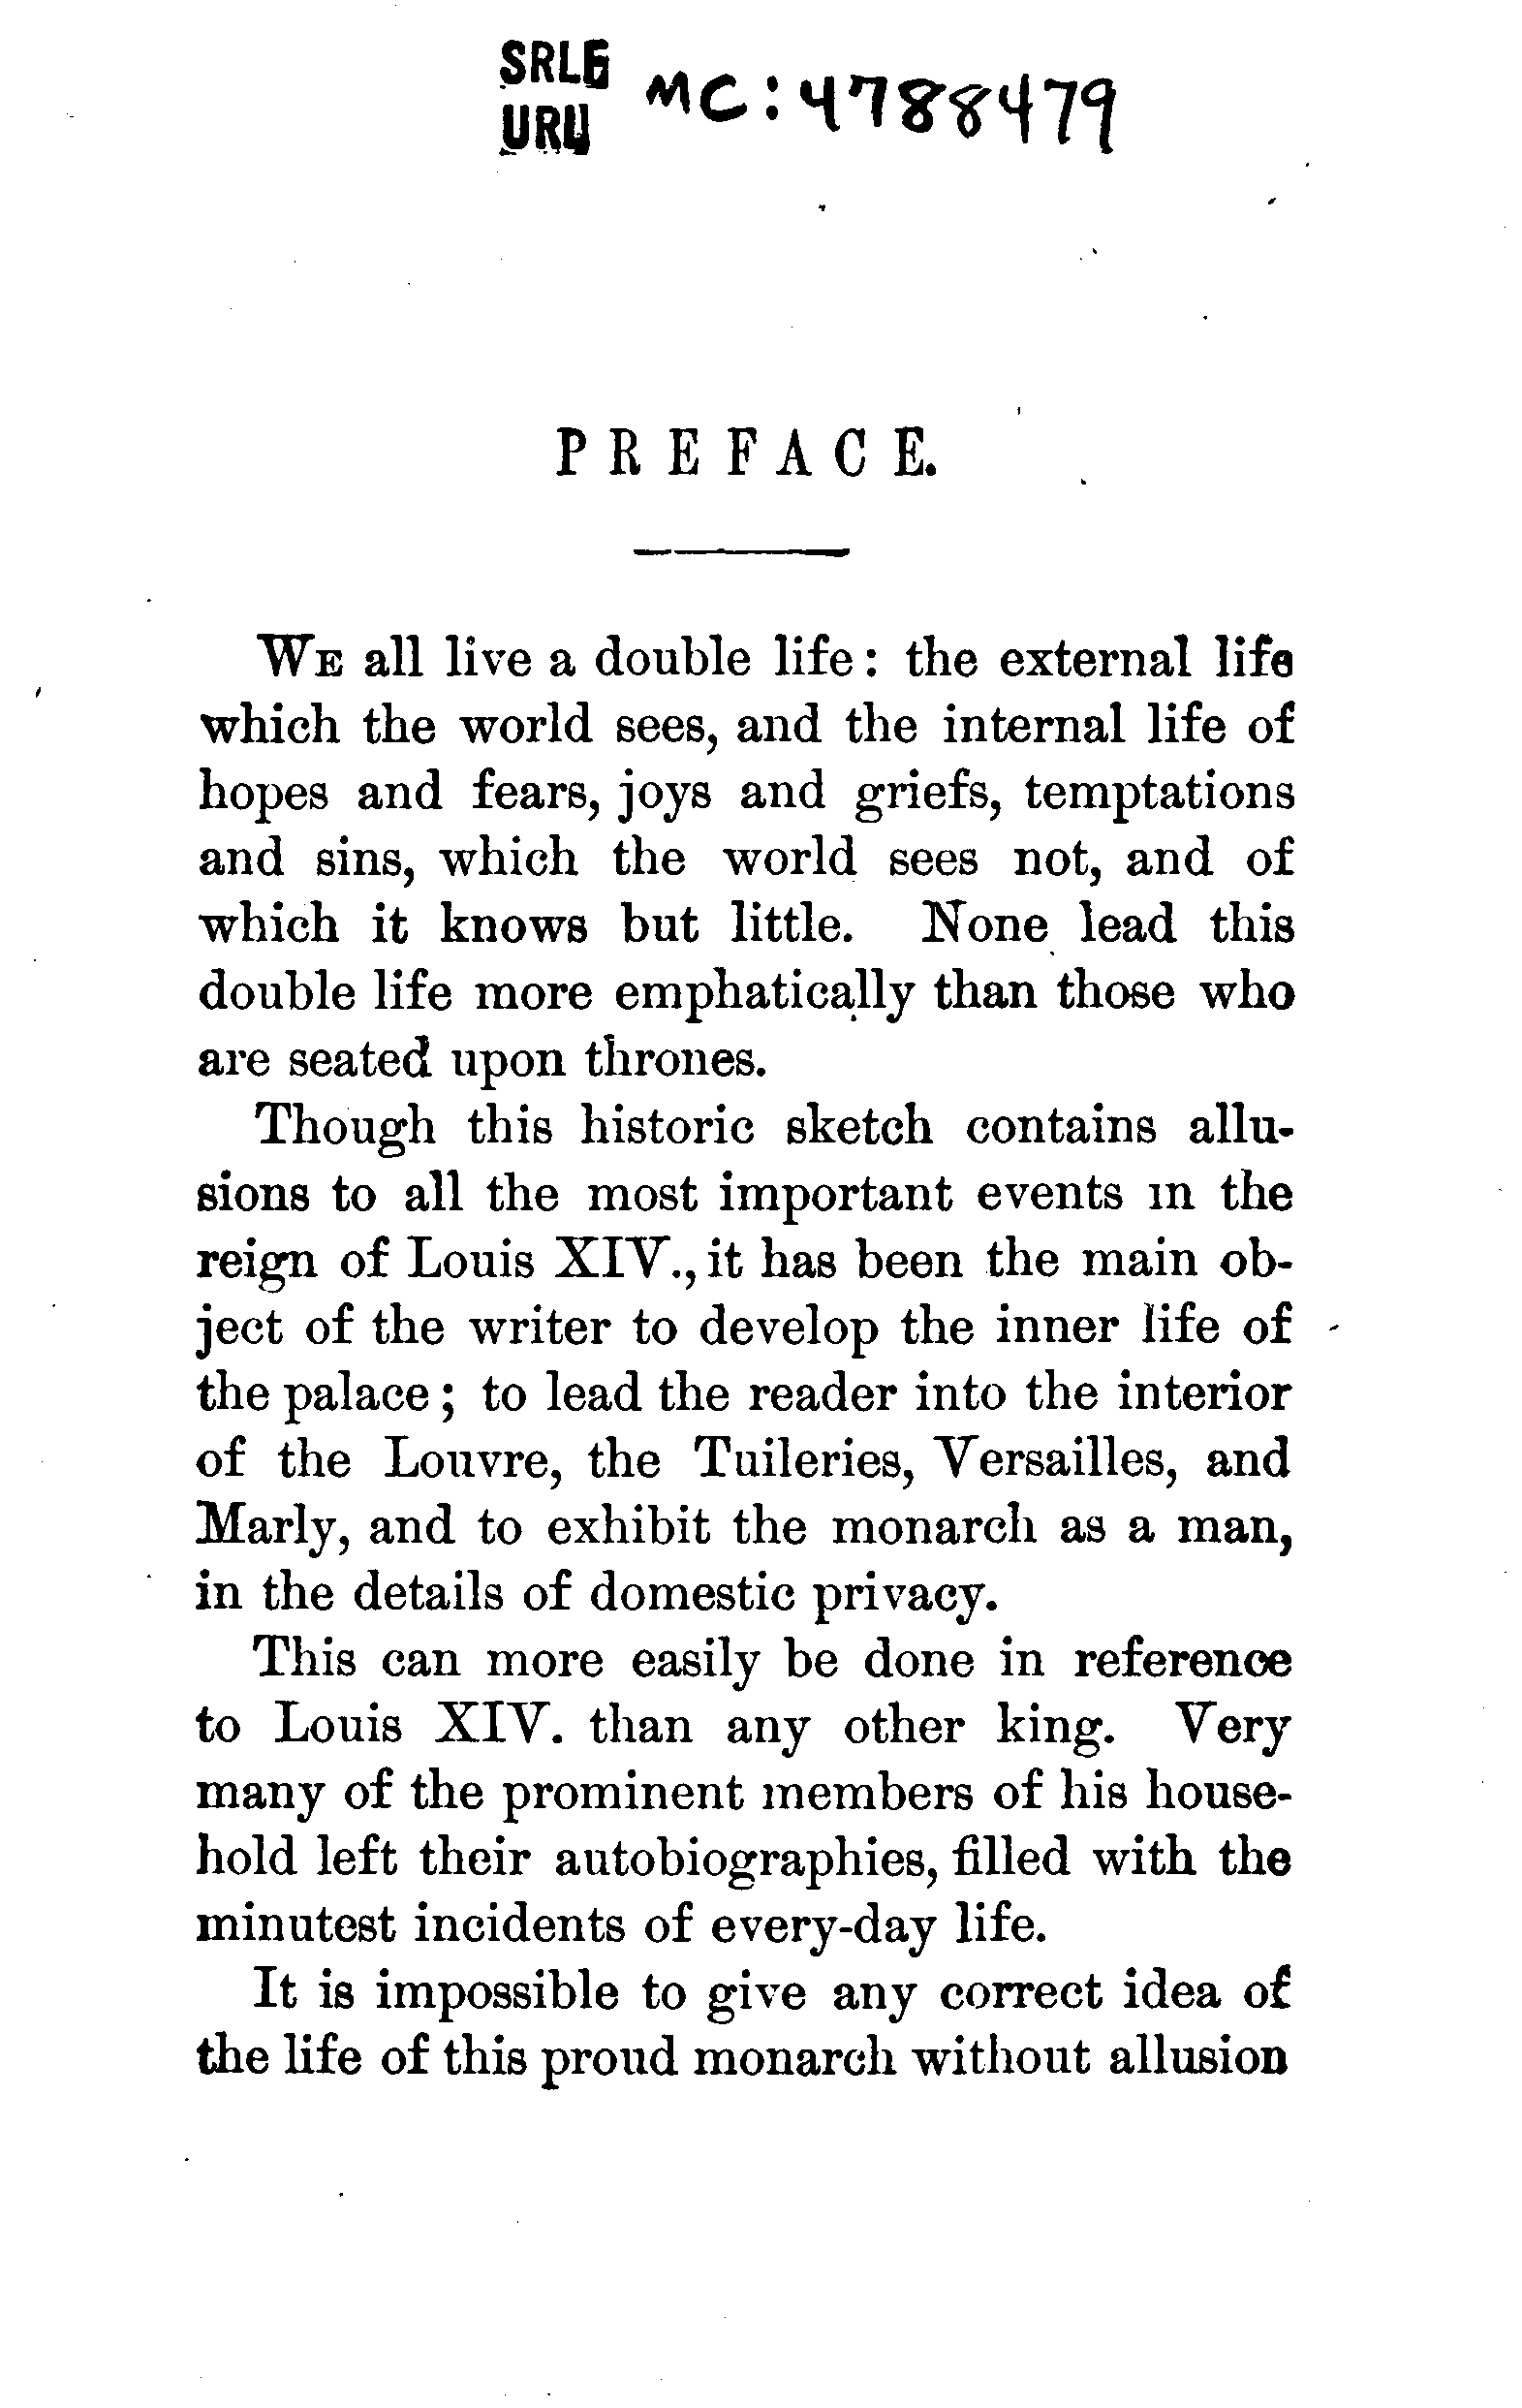 SRLF
URL
MC:4788479
PREFACE.
WE all live a double life: the external life
which the world sees, and the internal life of
hopes and fears, joys and griefs, temptations
and sins, which the world sees not, and of
which it knows but little. None lead this
double life more emphatically than those who
are seated upon thrones.
Though this historic sketch contains allu-
sions to all the most important events in the
reign of Louis XIV., it has been the main ob-
ject of the writer to develop the inner life of
the palace; to lead the reader into the interior
of the Louvre, the Tuileries, Versailles, and
Marly, and to exhibit the monarch as a man,
in the details of domestic privacy.
This can more easily be done in reference
to Louis XIV. than any other king. Very
many of the prominent members of his house-
hold left their autobiographies, filled with the
minutest incidents of every-day life.
It is impossible to give any correct idea of
the life of this proud monarch without allusion